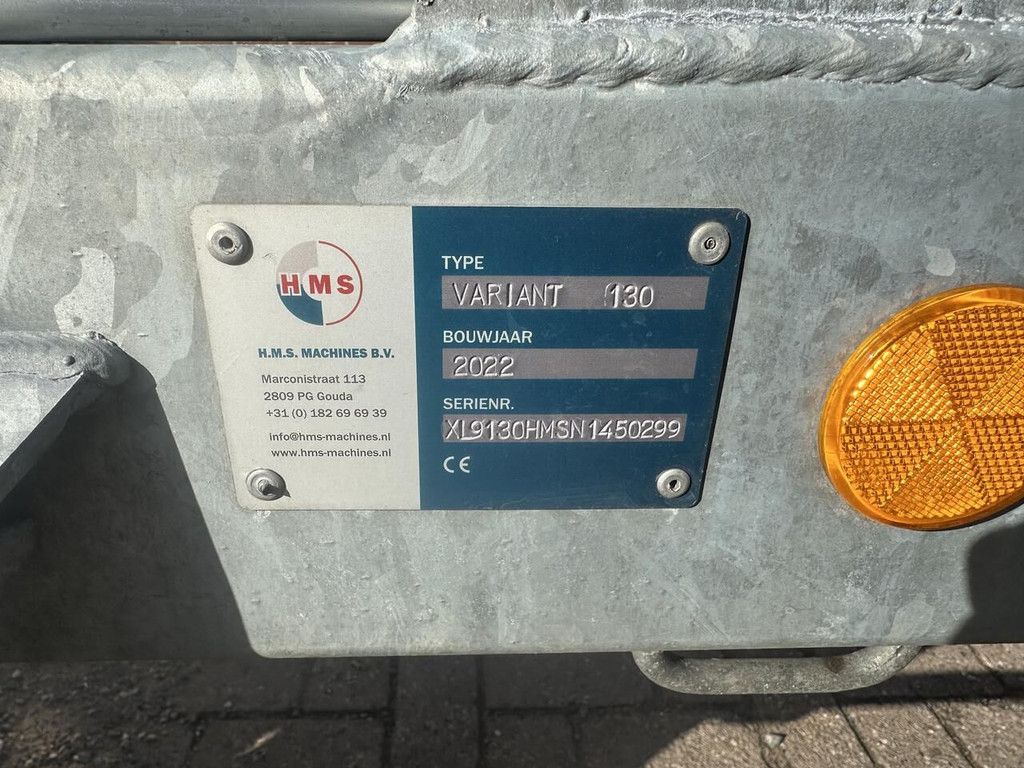 HMS
H.M.S. MACHINES B.V.
Marconistraat 113
2809 PG Gouda
+31 (0) 182 69 69 39
info@hms-machines.nl
www.hms-machines.nl
TYPE
VARIANT 130
BOUWJAAR
2022
SERIENR.
XL9130HMSN1450299
CE